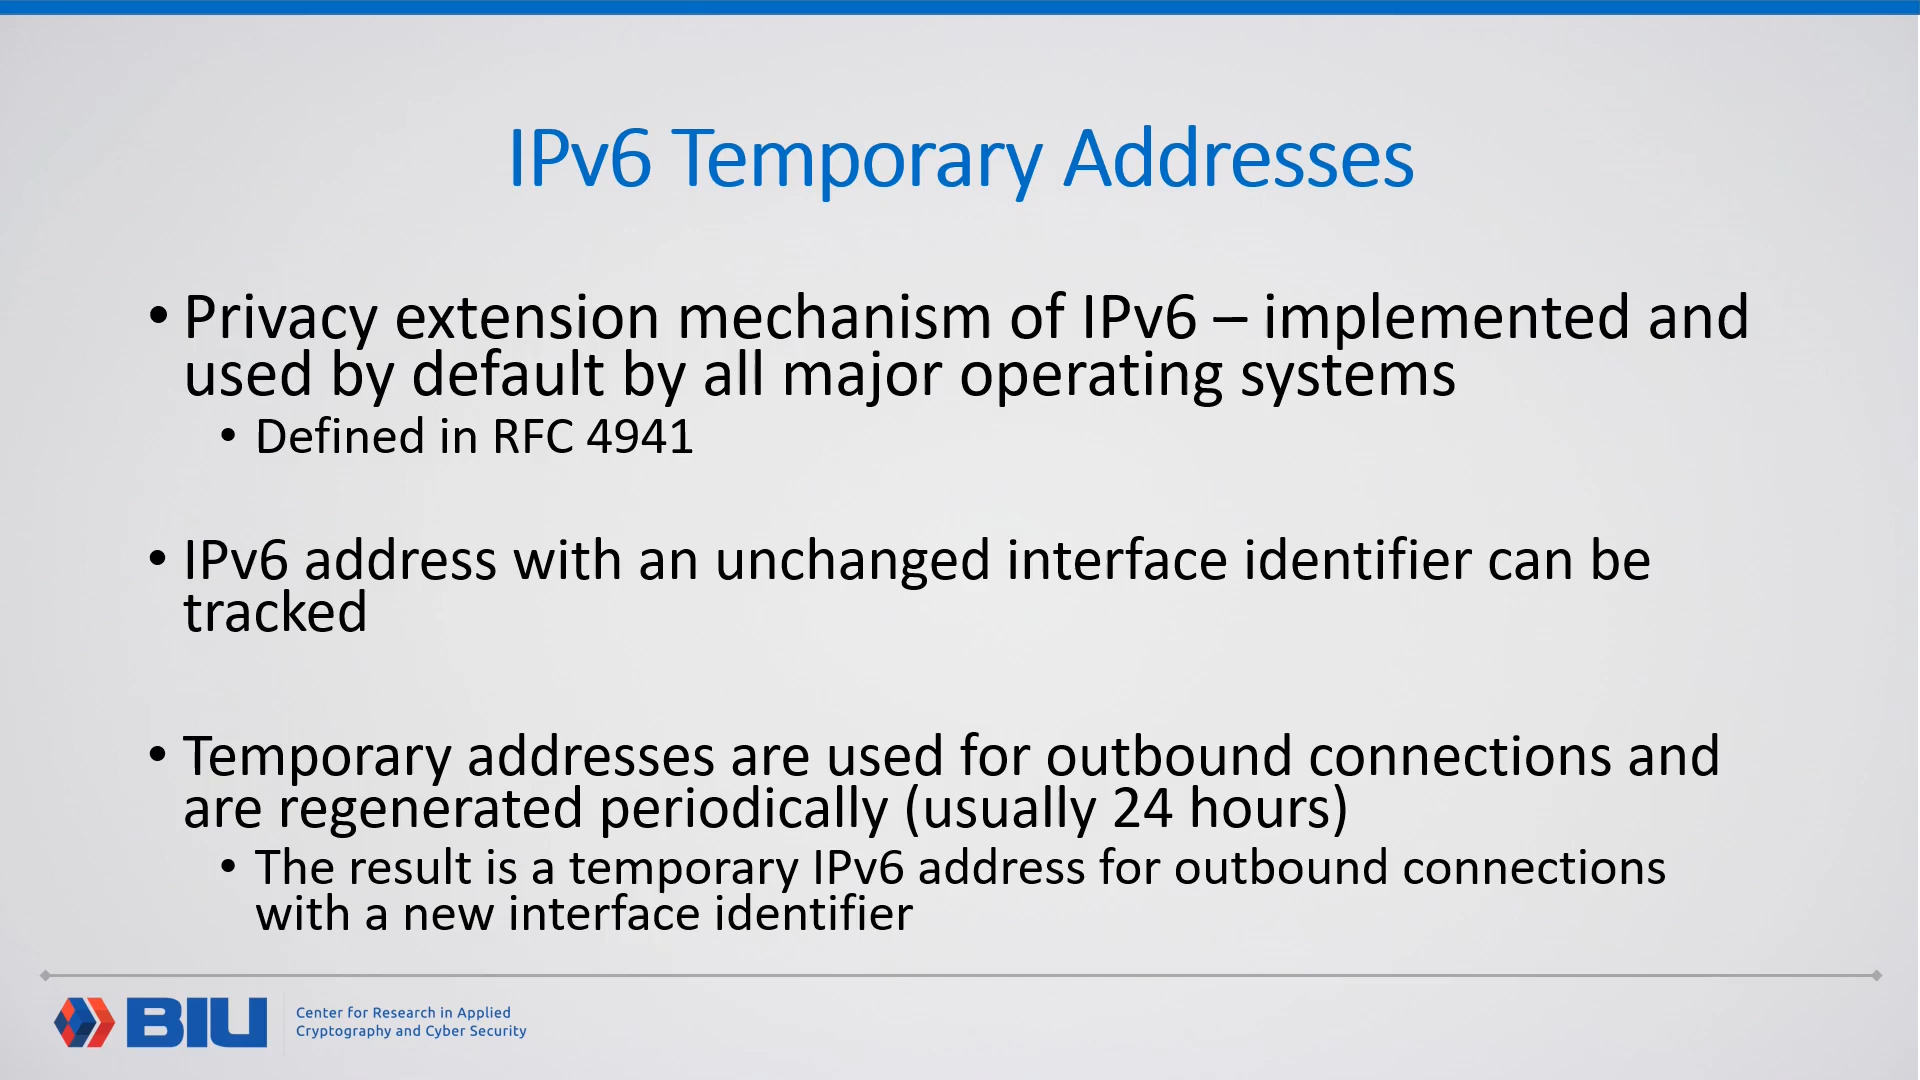 IPv6 Temporary Addresses
• Privacy extension mechanism of IPv6 – implemented and
used by default by all major operating systems
• Defined in RFC 4941
• IPv6 address with an unchanged interface identifier can be
tracked
• Temporary addresses are used for outbound connections and
are regenerated periodically (usually 24 hours)
• The result is a temporary IPv6 address for outbound connections
with a new interface identifier
BIU
Center for Research in Applied
Cryptography and Cyber Security